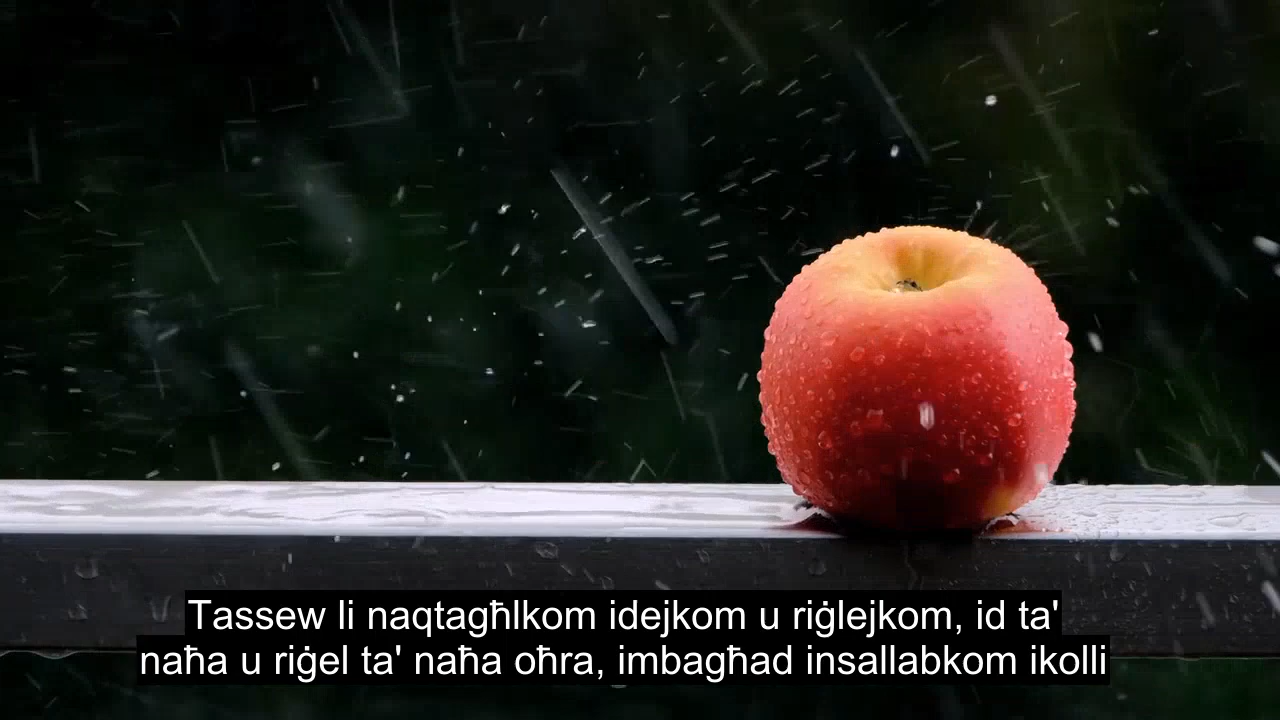 Tassew li naqtagħlkom idejkom u riġlejkom, id ta'
naħa u riġel ta' naħa oħra, imbagħad insallabkom ikolli